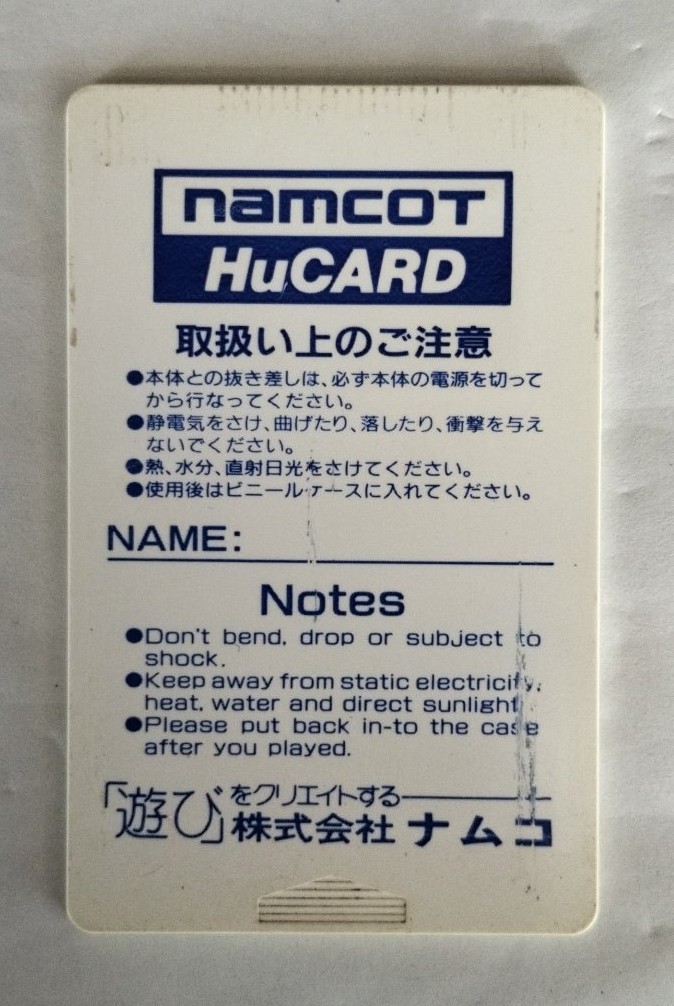 namcoT
HuCARD
取扱い上のご注意
●本体との抜き差しは、必ず本体の電源を切って
から行なってください。
●静電気をさけ、曲げたり、落したり、衝撃を与え
ないでください。
●熱、水分、直射日光をさけてください。
●使用後はビニールケースに入れてください。
NAME:
Notes
●Don't bend, drop or subject to
shock.
●Keep away from static electricity,
heat, water and direct sunlight.
●Please put back in-to the case
after you played.
「遊び」をクリエイトする
株式会社ナムコ